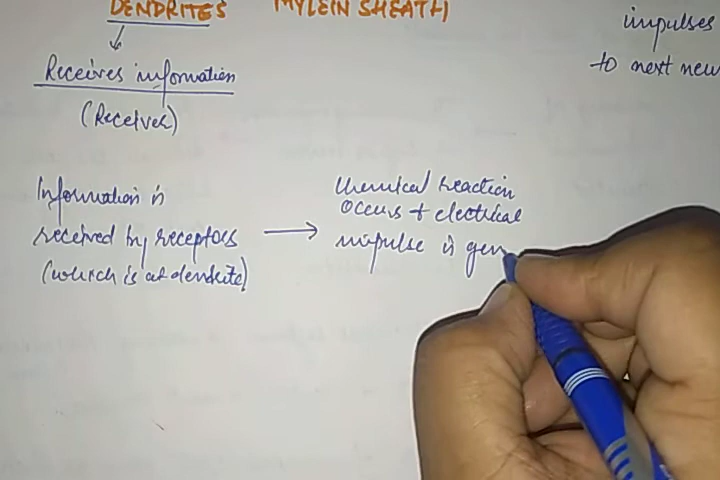 DENDRITES MYLEIN SHEATH
impulses
to next neu
Receives information
(Receiver)
Information is
received by receptors
(which is at dendrite)
Chemical reaction
occurs + electrical
impulse is gen